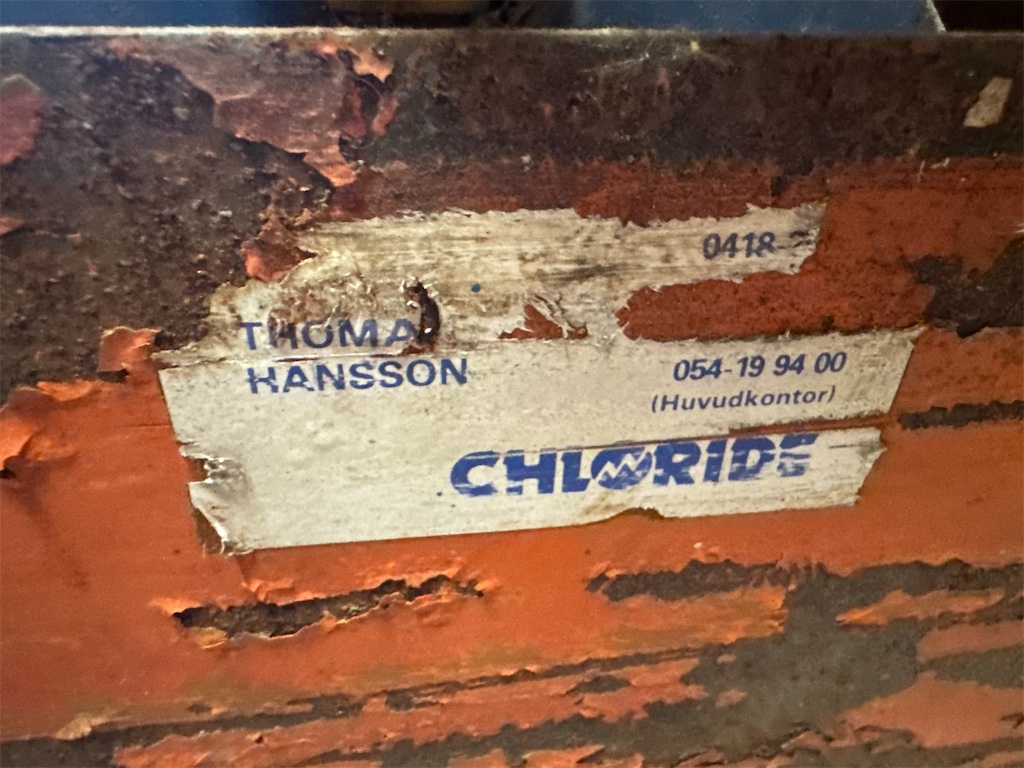 0418
THOMA
HANSSON
054-19 94 00
(Huvudkontor)
CHLORIDE